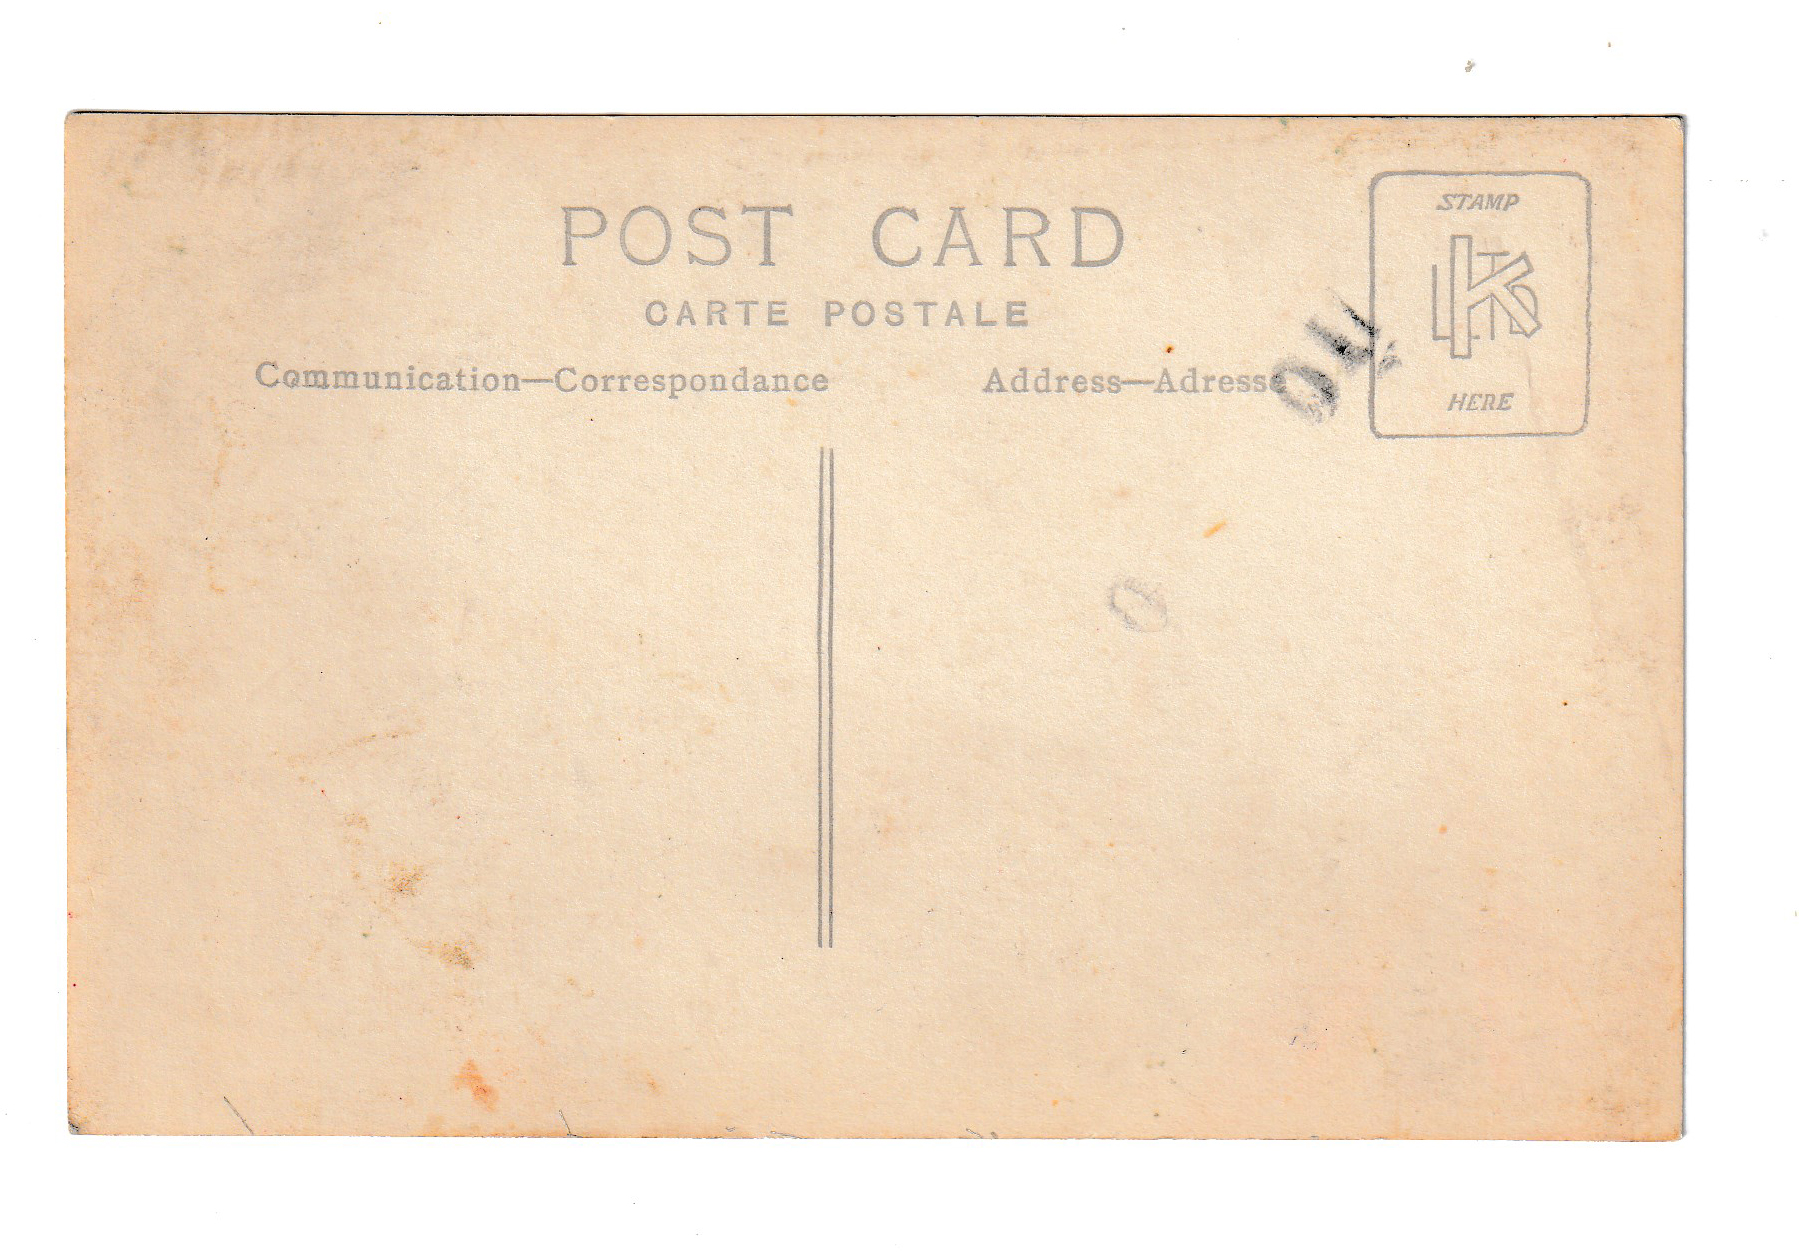 POST CARD
CARTE POSTALE
Communication—Correspondance
Address—Adresse
STAMP
HERE